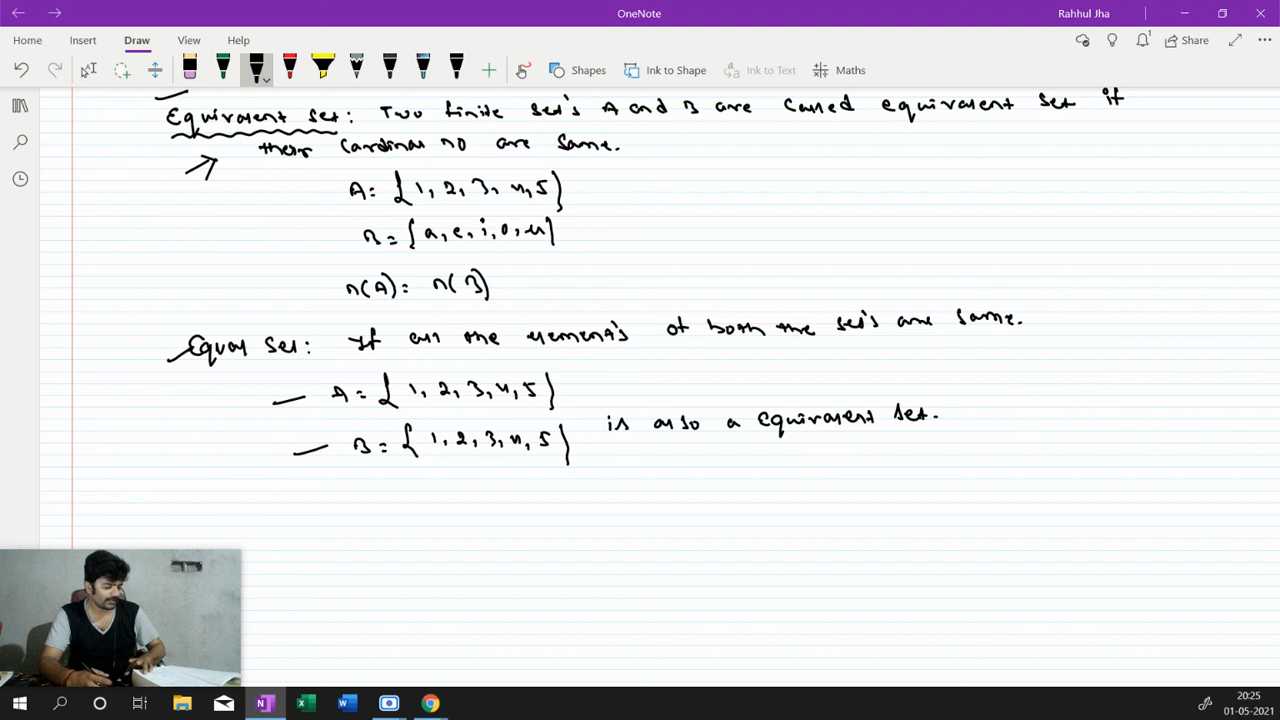 OneNote
Rahhul Jha
Home Insert Draw View Help
Share
Shapes Ink to Shape Ink to Text Maths
Equivalent Set: Two finite set's A and B are called equivalent set if
their Cardinal no are same.
A = {1, 2, 3, 4, 5}
B = {a, e, i, o, u}
n(A) = n(B)
Equal Set: If all the element's of both the set's are same.
A = {1, 2, 3, 4, 5}
is also a equivalent set.
B = {1, 2, 3, 4, 5}
20:25
01-05-2021